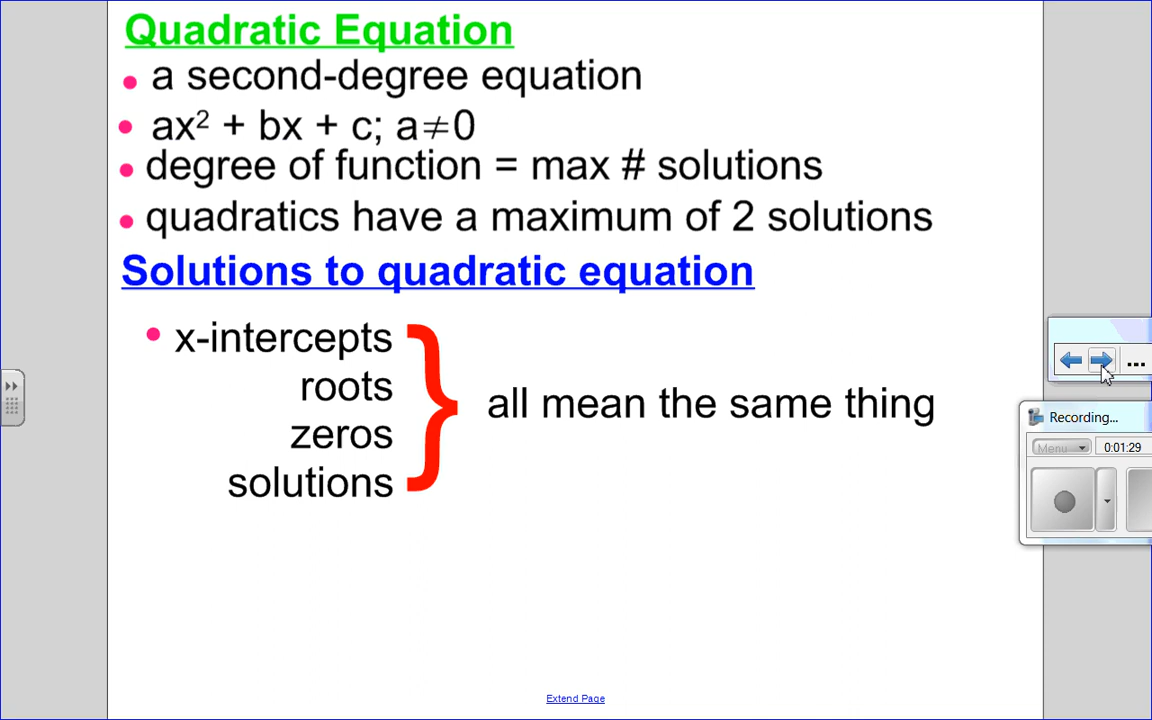 Quadratic Equation
• a second-degree equation
• ax² + bx + c; a≠0
• degree of function = max # solutions
• quadratics have a maximum of 2 solutions
Solutions to quadratic equation
• x-intercepts
roots
zeros
solutions
} all mean the same thing
...
Recording...
Menu
0:01:29
Extend Page